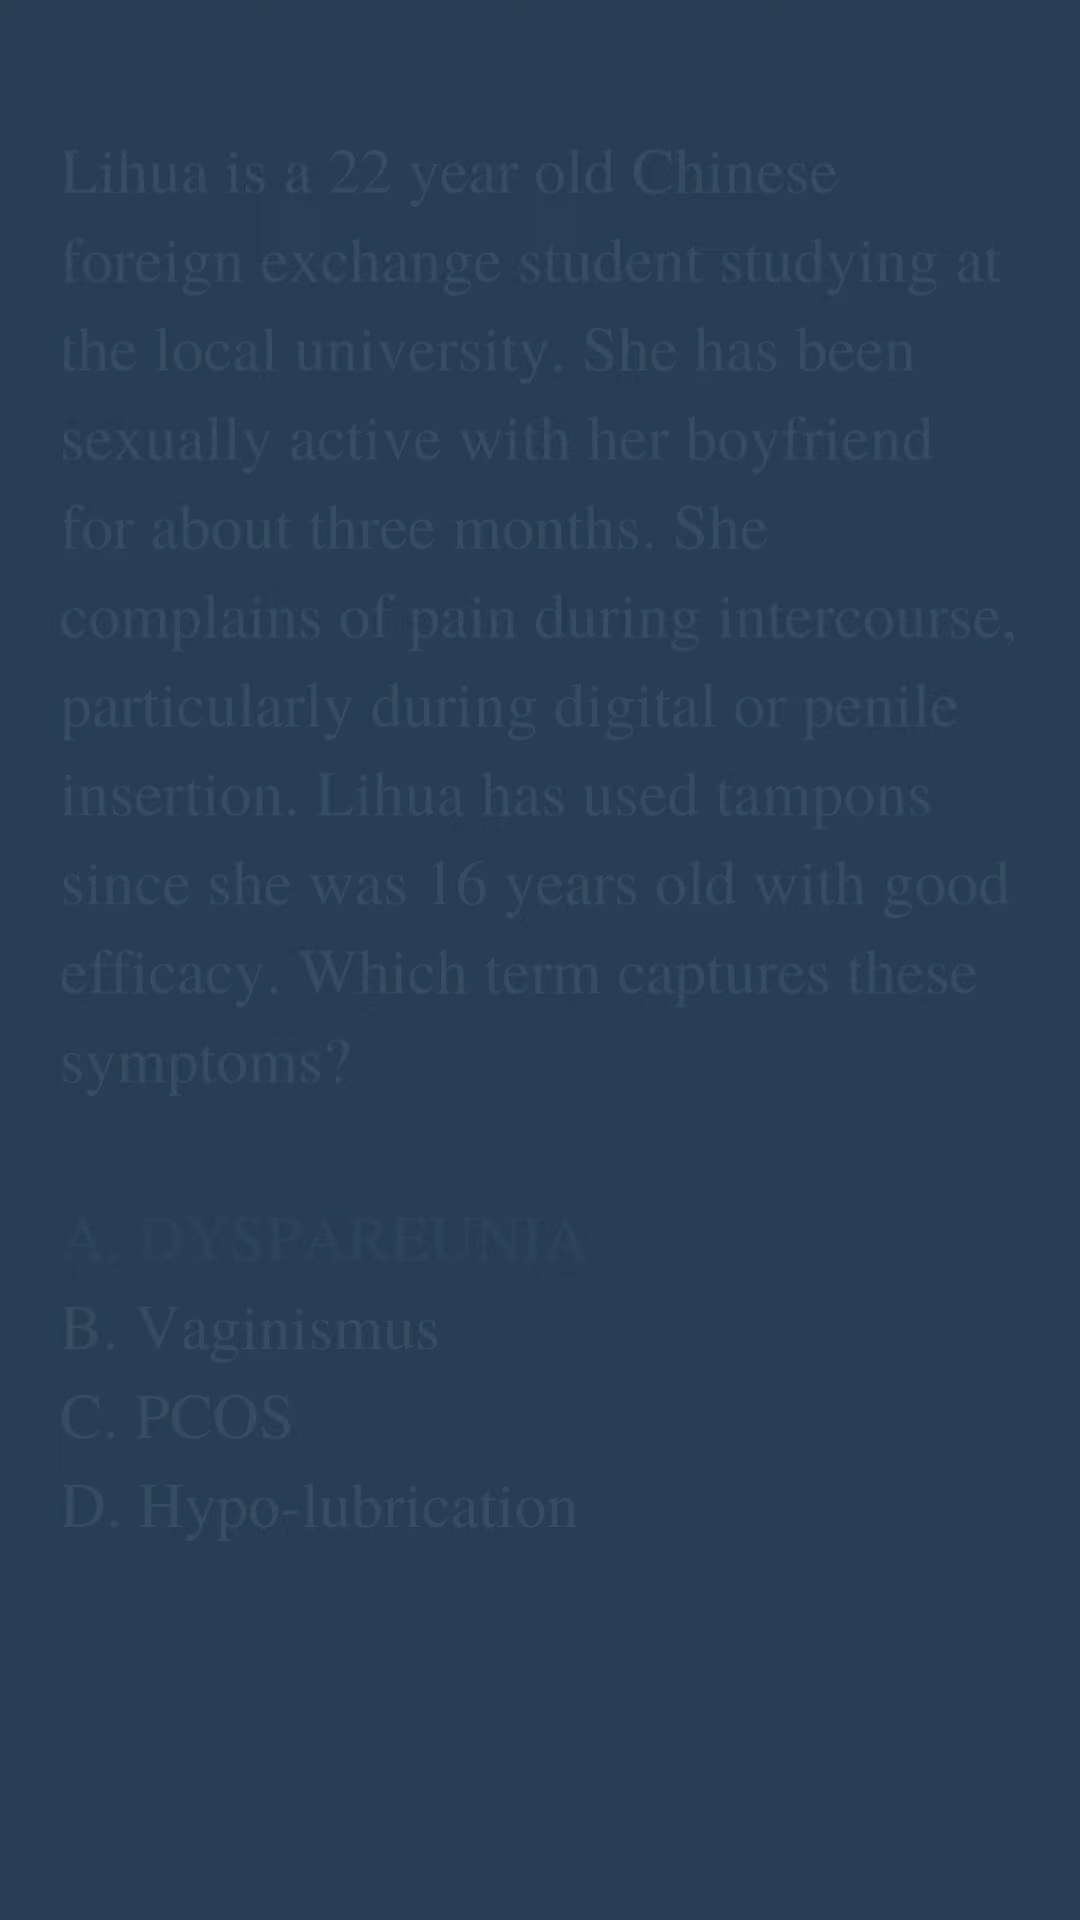 Lihua is a 22 year old Chinese
foreign exchange student studying at
the local university. She has been
sexually active with her boyfriend
for about three months. She
complains of pain during intercourse,
particularly during digital or penile
insertion. Lihua has used tampons
since she was 16 years old with good
efficacy. Which term captures these
symptoms?
A. DYSPAREUNIA
B. Vaginismus
C. PCOS
D. Hypo-lubrication